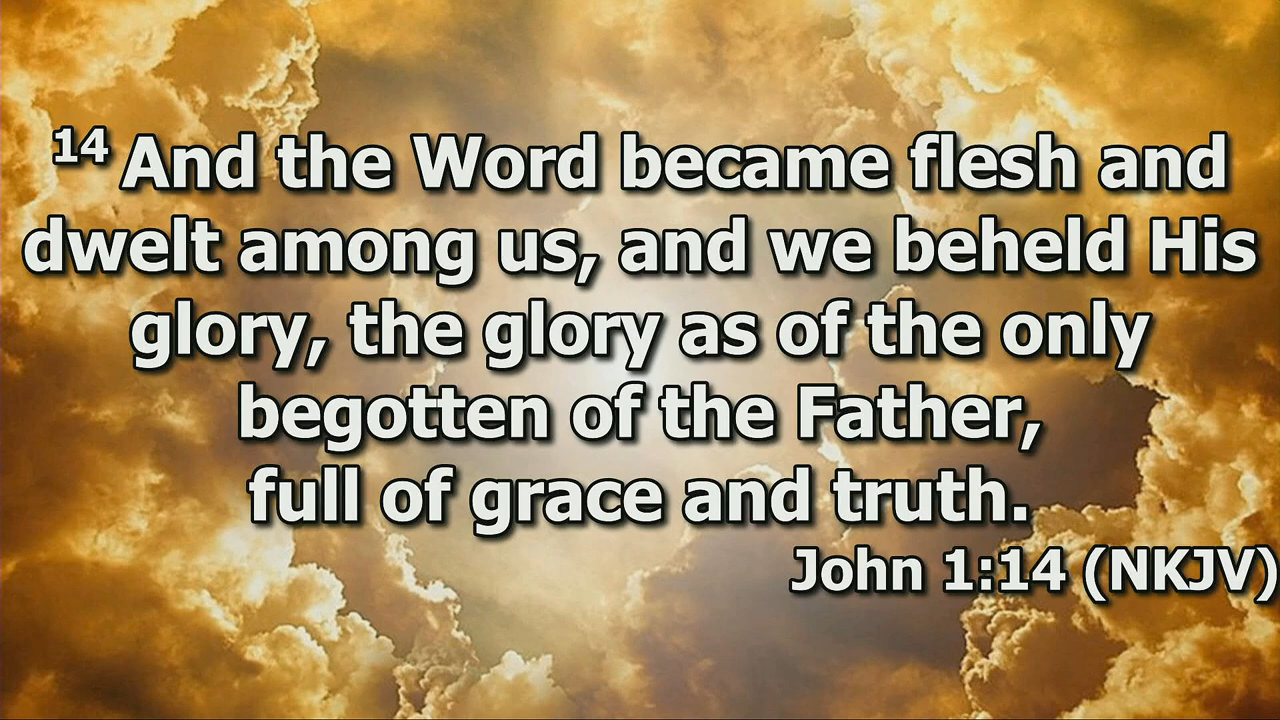 14 And the Word became flesh and
dwelt among us, and we beheld His
glory, the glory as of the only
begotten of the Father,
full of grace and truth.
John 1:14 (NKJV)